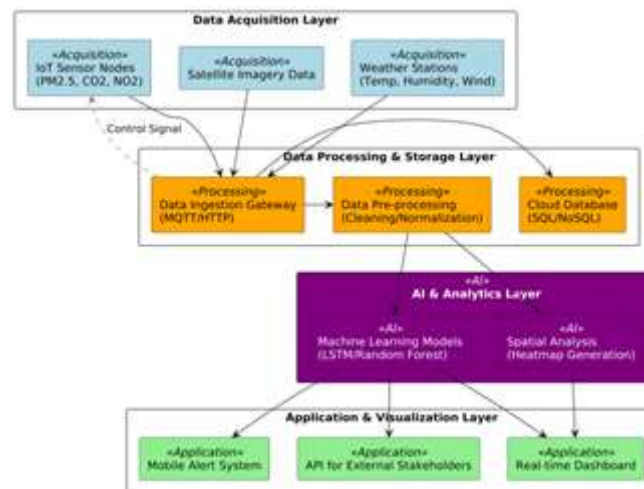 Data Acquisition Layer
«Acquisition»
IoT Sensor Nodes
(PM2.5, CO2, NO2)
«Acquisition»
Satellite Imagery Data
«Acquisition»
Weather Stations
(Temp, Humidity, Wind)
Control Signal
Data Processing & Storage Layer
«Processing»
Data Ingestion Gateway
(MQTT/HTTP)
«Processing»
Data Pre-processing
(Cleaning/Normalization)
«Processing»
Cloud Database
(SQL/NoSQL)
«AI»
AI & Analytics Layer
«AI»
Machine Learning Models
(LSTM/Random Forest)
«AI»
Spatial Analysis
(Heatmap Generation)
Application & Visualization Layer
«Application»
Mobile Alert System
«Application»
API for External Stakeholders
«Application»
Real-time Dashboard